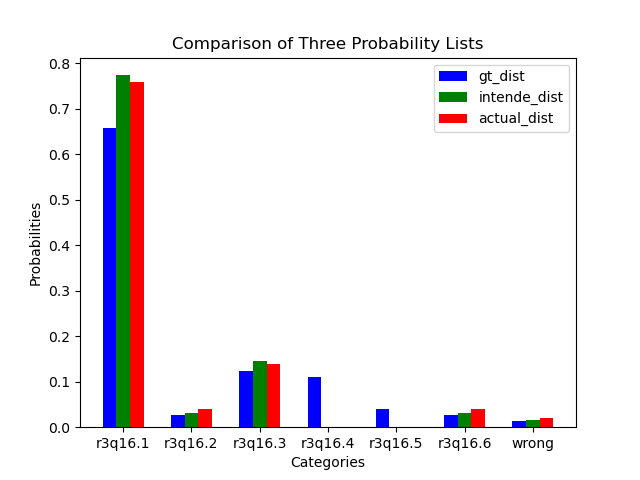 Comparison of Three Probability Lists
gt_dist
intende_dist
actual_dist
Probabilities
0.8
0.7
0.6
0.5
0.4
0.3
0.2
0.1
0.0
r3q16.1 r3q16.2 r3q16.3 r3q16.4 r3q16.5 r3q16.6 wrong
Categories